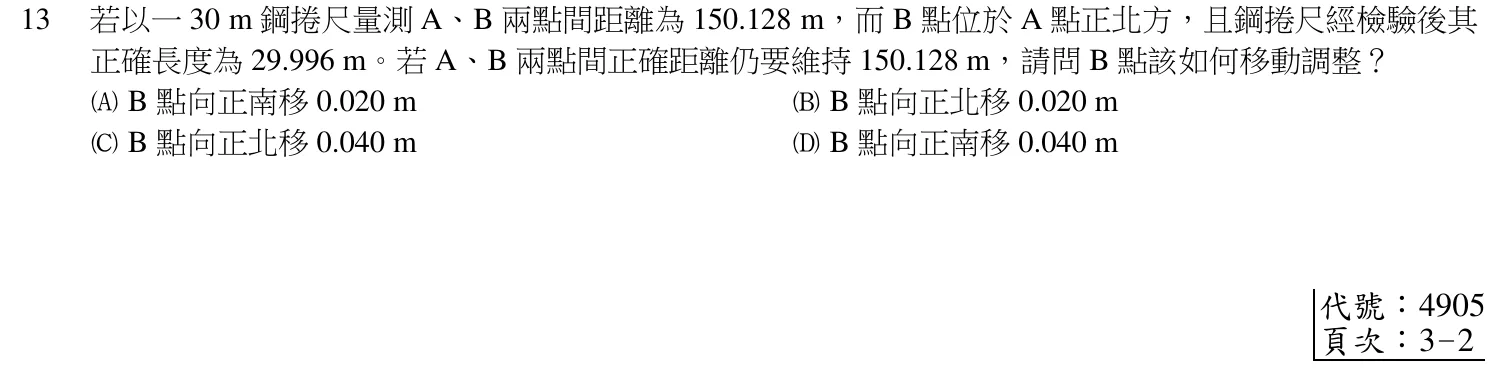 13 若以一 30 m 鋼捲尺量測 A、B 兩點間距離為 150.128 m，而 B 點位於 A 點正北方，且鋼捲尺經檢驗後其
正確長度為 29.996 m。若 A、B 兩點間正確距離仍要維持 150.128 m，請問 B 點該如何移動調整？
(A) B 點向正南移 0.020 m (B) B 點向正北移 0.020 m
(C) B 點向正北移 0.040 m (D) B 點向正南移 0.040 m
代號：4905
頁次：3-2